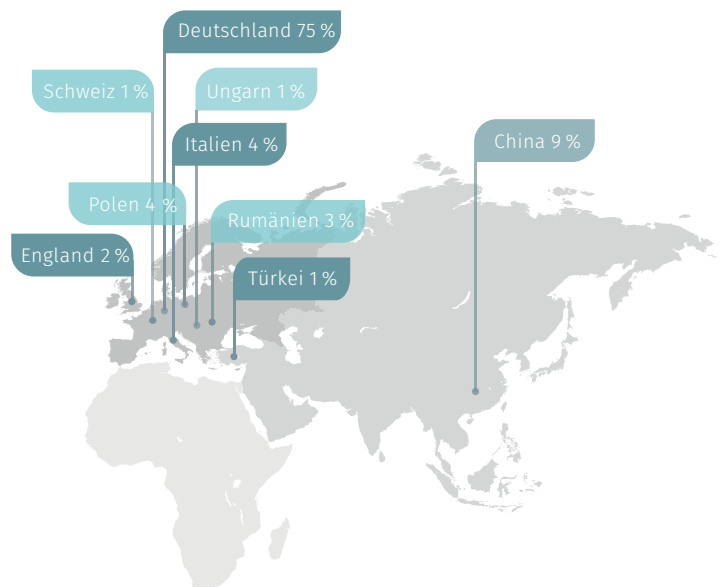 Deutschland 75 %
Schweiz 1 %
Ungarn 1 %
Italien 4 %
China 9 %
Polen 4 %
Rumänien 3 %
England 2 %
Türkei 1 %